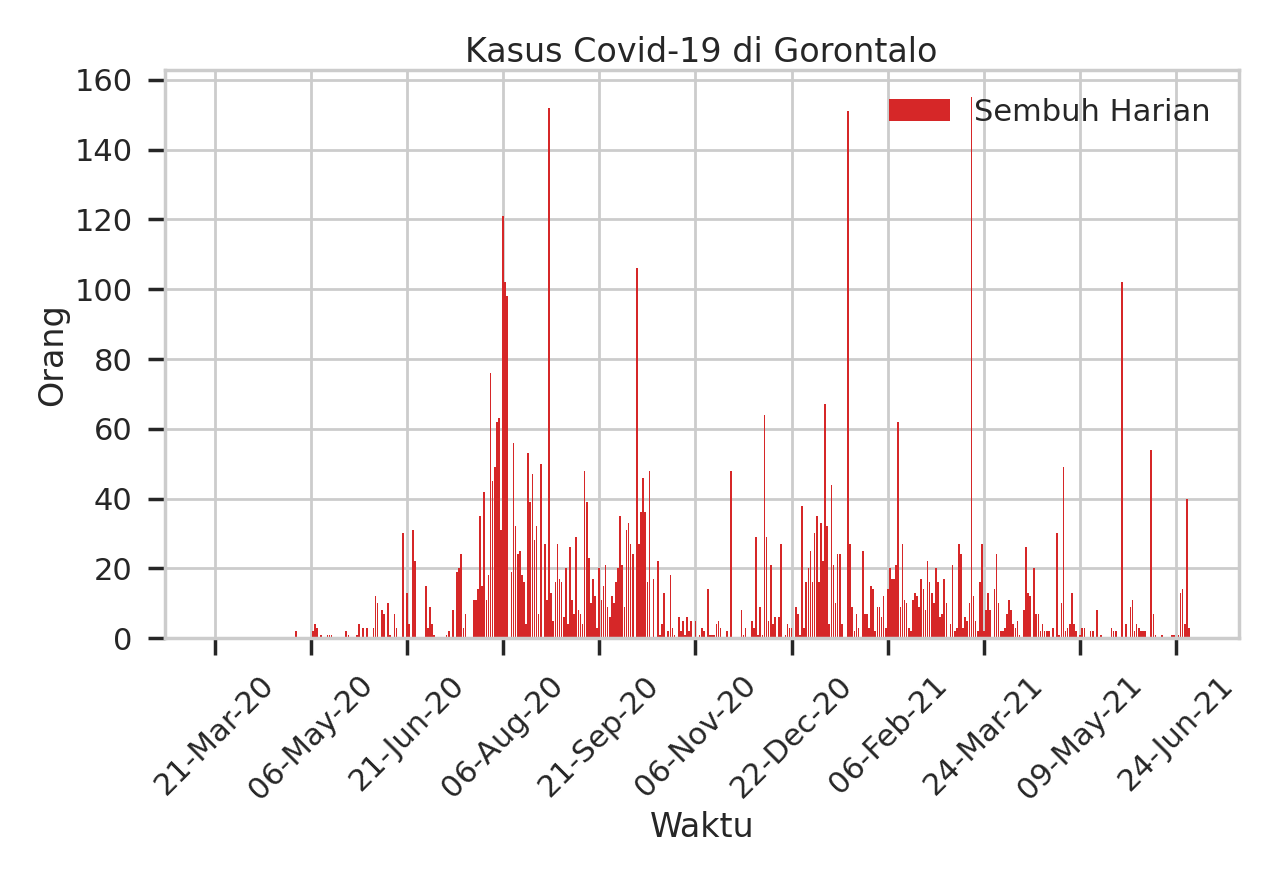 Kasus Covid-19 di Gorontalo
Sembuh Harian
160
140
120
100
80
60
40
20
0
Orang
21-Mar-20
06-May-20
21-Jun-20
06-Aug-20
21-Sep-20
06-Nov-20
22-Dec-20
06-Feb-21
24-Mar-21
09-May-21
24-Jun-21
Waktu